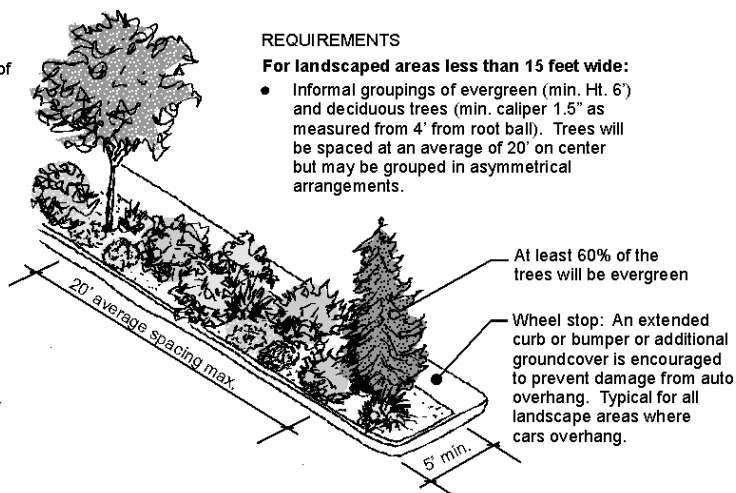 of
REQUIREMENTS
For landscaped areas less than 15 feet wide:
• Informal groupings of evergreen (min. Ht. 6')
and deciduous trees (min. caliper 1.5" as
measured from 4' from root ball). Trees will
be spaced at an average of 20' on center
but may be grouped in asymmetrical
arrangements.
At least 60% of the
trees will be evergreen
Wheel stop: An extended
curb or bumper or additional
groundcover is encouraged
to prevent damage from auto
overhang. Typical for all
landscape areas where
cars overhang.
20' average spacing max.
5' min.